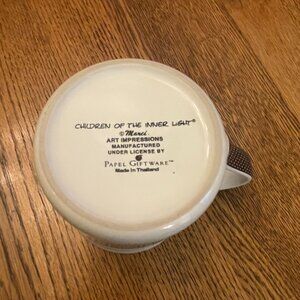 CHILDREN OF THE INNER LIGHT®
© Marci
ART IMPRESSIONS
MANUFACTURED
UNDER LICENSE BY
PAPEL GIFTWARE™
Made In Thailand